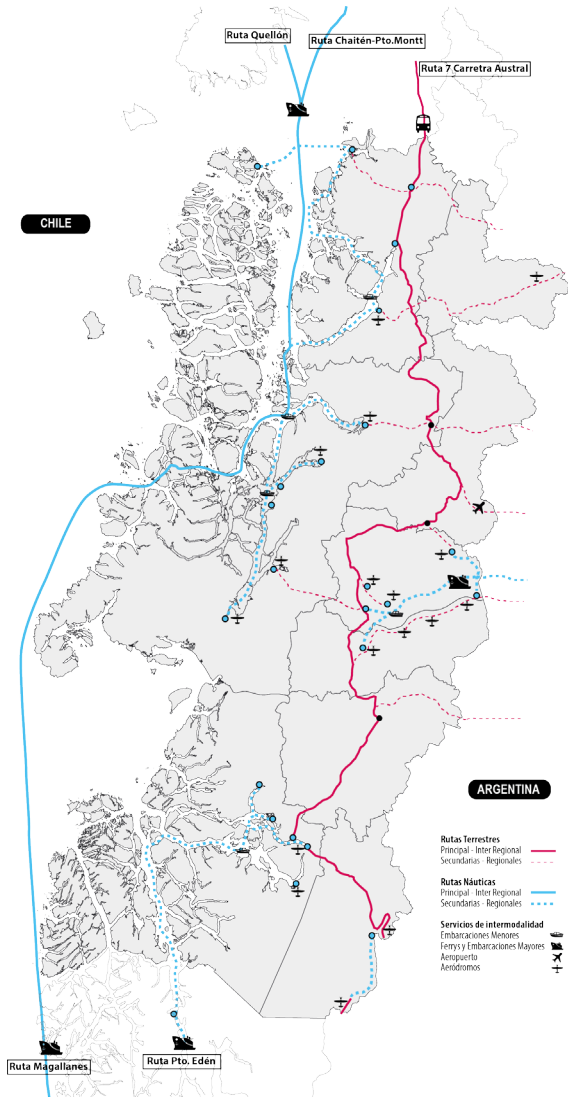 Ruta Quellón
Ruta Chaitén-Pto.Montt
Ruta 7 Carretra Austral
CHILE
ARGENTINA
Rutas Terrestres
Principal - Inter Regional
Secundarias - Regionales
Rutas Náuticas
Principal - Inter Regional
Secundarias - Regionales
Servicios de intermodalidad
Embarcaciones Menores
Ferrys y Embarcaciones Mayores
Aeropuerto
Aeródromos
Ruta Magallanes
Ruta Pto. Edén